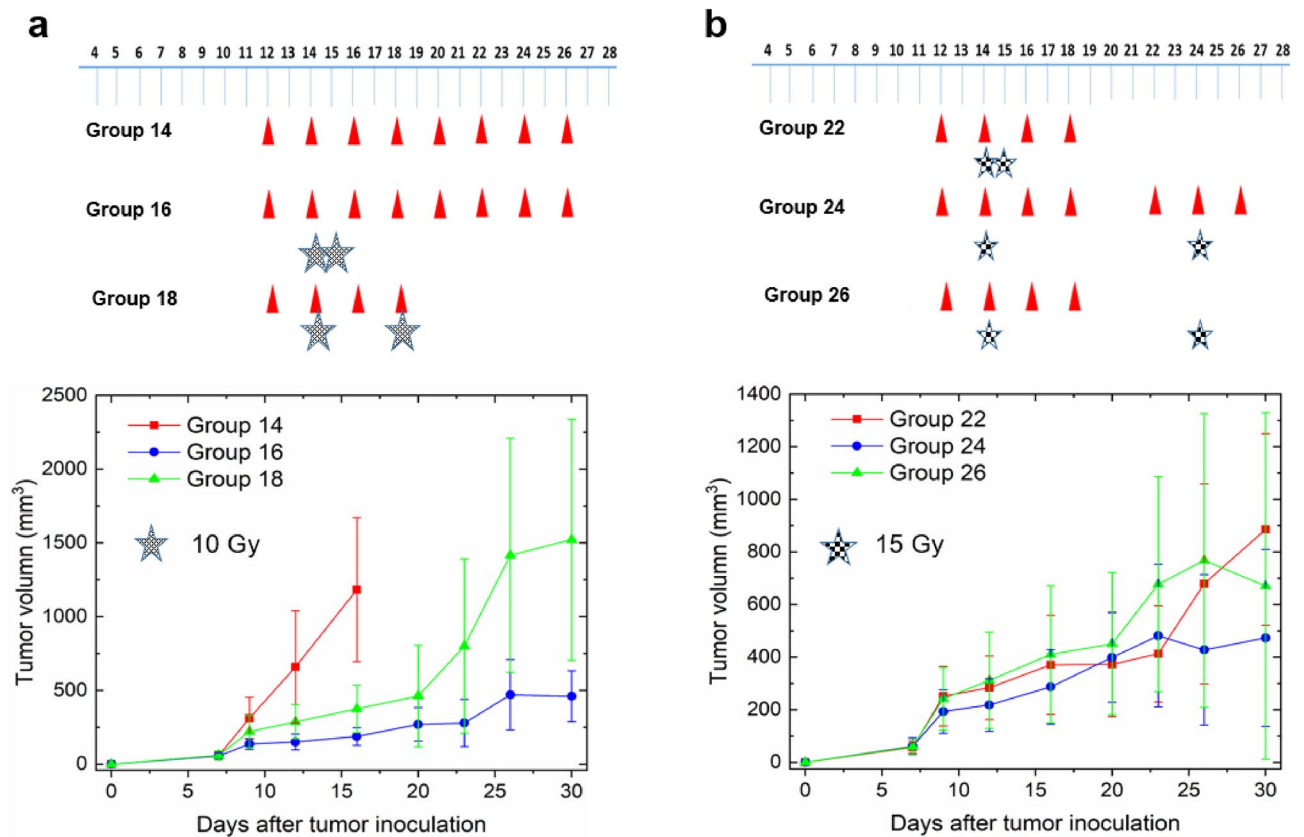 a
4 5 6 7 8 9 10 11 12 13 14 15 16 17 18 19 20 21 22 23 24 25 26 27 28
Group 14
Group 16
Group 18
2500
2000
1500
1000
500
0
Tumor volumn (mm³)
Group 14
Group 16
Group 18
10 Gy
0 5 10 15 20 25 30
Days after tumor inoculation
b
4 5 6 7 8 9 10 11 12 13 14 15 16 17 18 19 20 21 22 23 24 25 26 27 28
Group 22
Group 24
Group 26
1400
1200
1000
800
600
400
200
0
Tumor volumn (mm³)
Group 22
Group 24
Group 26
15 Gy
0 5 10 15 20 25 30
Days after tumor inoculation